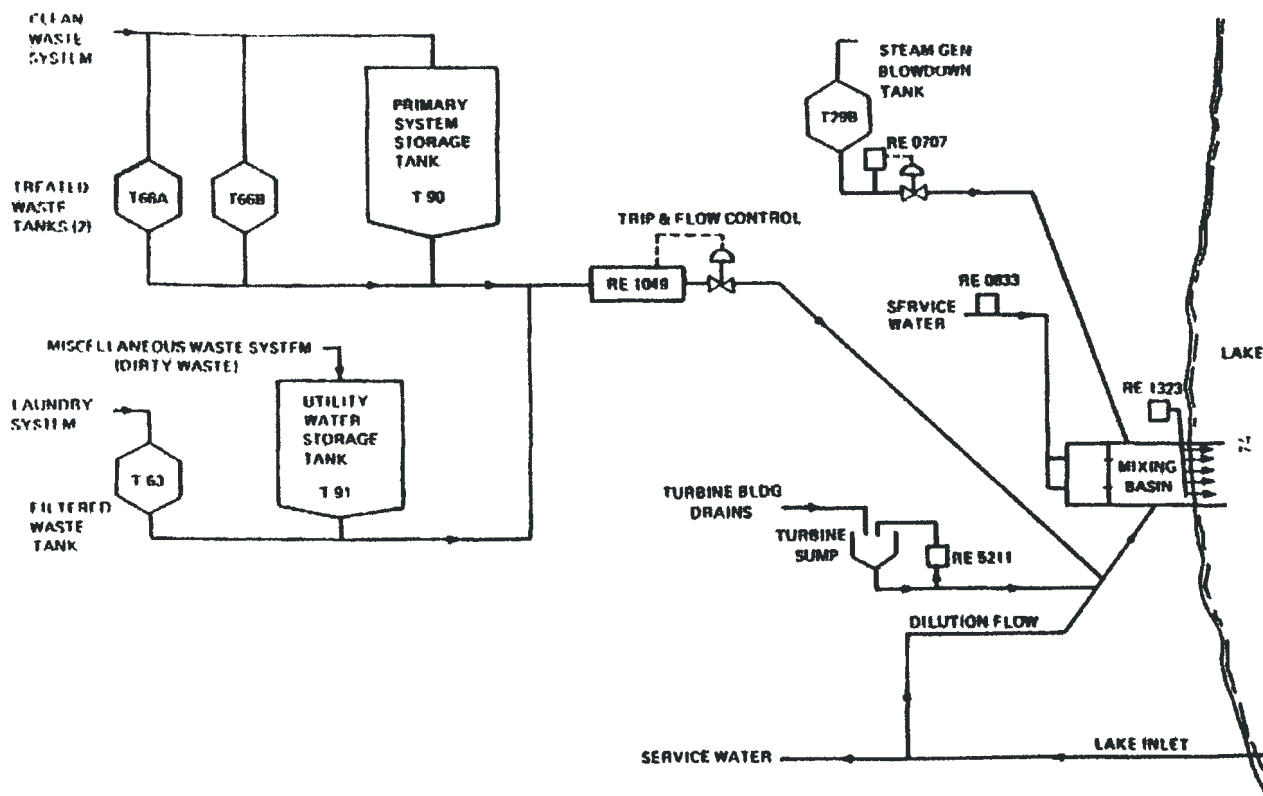 CLEAN
WASTE
SYSTEM
TREATED
WASTE
TANKS (2)
T66A
T66B
PRIMARY
SYSTEM
STORAGE
TANK
T 90
MISCELLANEOUS WASTE SYSTEM
(DIRTY WASTE)
LAUNDRY
SYSTEM
T 63
FILTERED
WASTE
TANK
UTILITY
WATER
STORAGE
TANK
T 91
TRIP & FLOW CONTROL
RE 1049
STEAM GEN
BLOWDOWN
TANK
T29B
RE 0707
RE 0833
SERVICE
WATER
RE 1323
LAKE
MIXING
BASIN
TURBINE BLDG
DRAINS
TURBINE
SUMP
RE 5211
DILUTION FLOW
SERVICE WATER
LAKE INLET